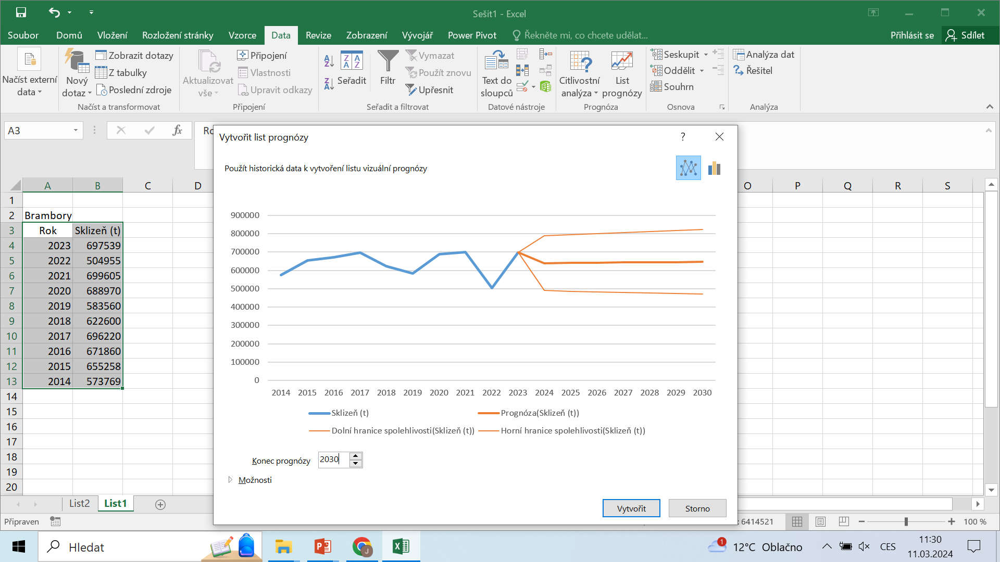 Sešit1 - Excel
Soubor Domů Vložení Rozložení stránky Vzorce Data Revize Zobrazení Vývojář Power Pivot Řekněte mi, co chcete udělat... Přihlásit se Sdílet
Načíst externí data
Nový dotaz
Zobrazit dotazy
Z tabulky
Poslední zdroje
Načíst a transformovat
Aktualizovat vše
Připojení
Vlastnosti
Upravit odkazy
Připojení
Seřadit
Filtr
Vymazat
Použít znovu
Upřesnit
Seřadit a filtrovat
Text do sloupců
Datové nástroje
Citlivostní analýza
List prognózy
Prognóza
Seskupit
Oddělit
Souhrn
Osnova
Analýza dat
Řešitel
Analýza
A3
fx
Vytvořit list prognózy
?
Použít historická data k vytvoření listu vizuální prognózy
A B C D O P Q R S
1
2 Brambory
3 Rok Sklizeň (t)
4 2023 697539
5 2022 504955
6 2021 699605
7 2020 688970
8 2019 583560
9 2018 622600
10 2017 696220
11 2016 671860
12 2015 655258
13 2014 573769
14
15
16
17
18
19
20
900000
800000
700000
600000
500000
400000
300000
200000
100000
0
2014 2015 2016 2017 2018 2019 2020 2021 2022 2023 2024 2025 2026 2027 2028 2029 2030
Sklizeň (t) Prognóza(Sklizeň (t))
Dolní hranice spolehlivosti(Sklizeň (t)) Horní hranice spolehlivosti(Sklizeň (t))
Konec prognózy 2030
Možnosti
Vytvořit Storno
List2 List1
Připraven
: 6414521
100 %
Hledat
1
12°C Oblačno
CES
11:30
11.03.2024